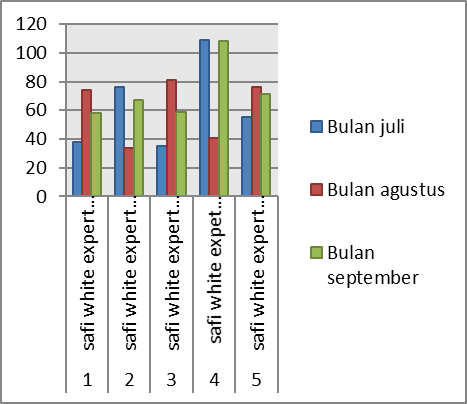 120
100
80
60
40
20
0
safi white expert…
safi white expert…
safi white expert…
safi white expet…
safi white expert…
1 2 3 4 5
Bulan juli
Bulan agustus
Bulan
september